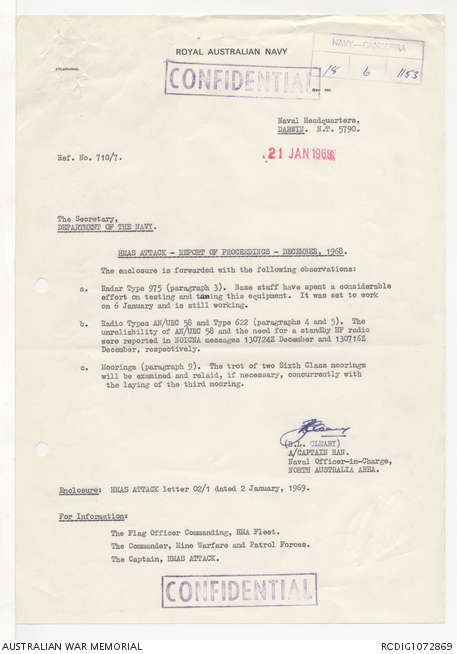 ROYAL AUSTRALIAN NAVY
NAVY—CANBERRA
18 6 1153
CONFIDENTIAL
Naval Headquarters,
DARWIN. N.T. 5790.
21 JAN 1969
Ref. No. 710/7.
The Secretary,
DEPARTMENT OF THE NAVY.
HMAS ATTACK - REPORT OF PROCEEDINGS - DECEMBER, 1968.
The enclosure is forwarded with the following observations:
a. Radar Type 975 (paragraph 3). Base staff have spent a considerable
effort on testing and tuning this equipment. It was set to work
on 6 January and is still working.
b. Radio Types AN/URC 58 and Type 622 (paragraphs 4 and 5). The
unreliability of AN/URC 58 and the need for a standby HF radio
were reported in NOICNA messages 130724Z December and 130716Z
December, respectively.
c. Moorings (paragraph 9). The trot of two Sixth Class moorings
will be examined and relaid, if necessary, concurrently with
the laying of the third mooring.
(B.L. CLEARY)
A/CAPTAIN RAN.
Naval Officer-in-Charge,
NORTH AUSTRALIA AREA.
Enclosure: HMAS ATTACK letter 02/1 dated 2 January, 1969.
For Information:
The Flag Officer Commanding, HMA Fleet.
The Commander, Mine Warfare and Patrol Forces.
The Captain, HMAS ATTACK.
CONFIDENTIAL
AUSTRALIAN WAR MEMORIAL
RCDIG1072869